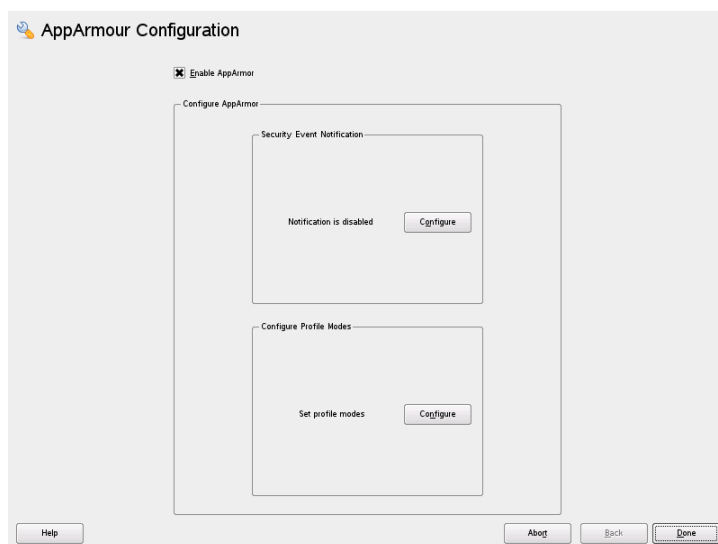 AppArmour Configuration
Enable AppArmor
Configure AppArmor
Security Event Notification
Notification is disabled
Configure
Configure Profile Modes
Set profile modes
Configure
Help
Abort
Back
Done